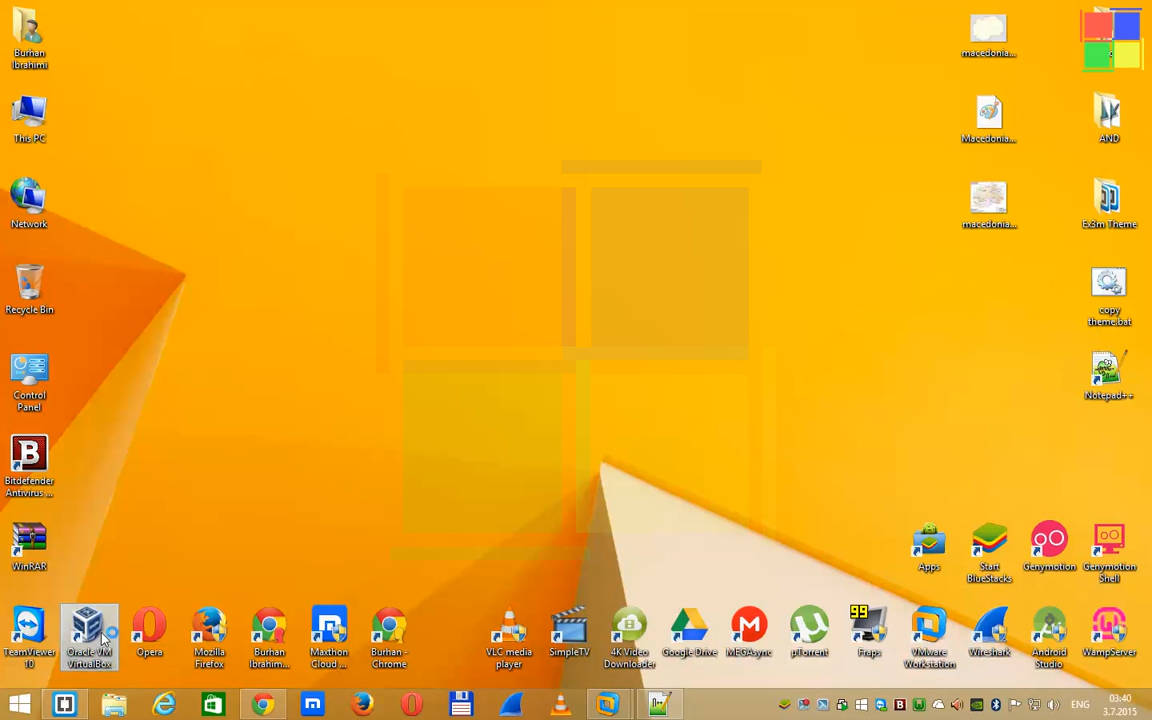 Burhan
Ibrahimi
This PC
Network
Recycle Bin
Control
Panel
Bitdefender
Antivirus ...
WinRAR
TeamViewer
10
Oracle VM
VirtualBox
Opera
Mozilla
Firefox
Burhan
Ibrahim...
Maxthon
Cloud ...
Burhan -
Chrome
VLC media
player
SimpleTV
4K Video
Downloader
Google Drive
MEGAsync
µTorrent
99
Fraps
VMware
Workstation
Wireshark
Android
Studio
WampServer
Apps
Start
BlueStacks
Genymotion
Genymotion
Shell
macedonia...
Macedonia...
macedonia...
AND
Ex3m Theme
copy
theme.bat
Notepad++
ENG
03:40
3.7.2015